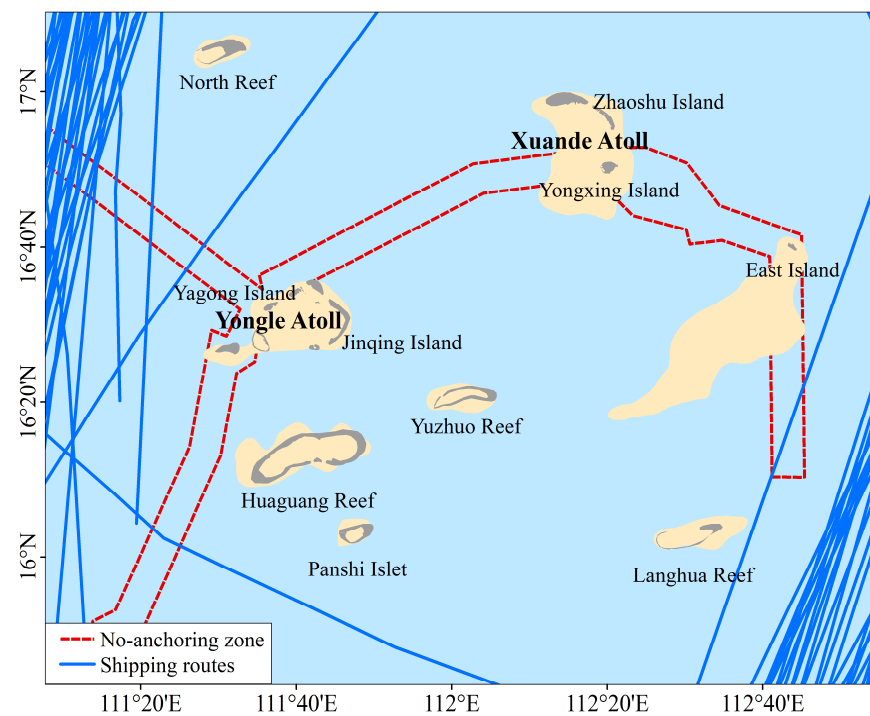 North Reef
17°N
Zhaoshu Island
Xuande Atoll
Yongxing Island
16°40'N
East Island
Yagong Island
Yongle Atoll
Jinqing Island
16°20'N
Yuzhuo Reef
Huaguang Reef
16°N
Panshi Islet
Langhua Reef
No-anchoring zone
Shipping routes
111°20'E
111°40'E
112°E
112°20'E
112°40'E